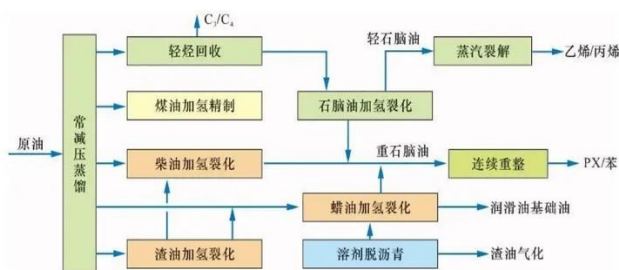 C₃/C₄
轻烃回收
轻石脑油
蒸汽裂解
乙烯/丙烯
煤油加氢精制
石脑油加氢裂化
原油
常减压蒸馏
柴油加氢裂化
重石脑油
连续重整
PX/苯
蜡油加氢裂化
润滑油基础油
渣油加氢裂化
溶剂脱沥青
渣油气化